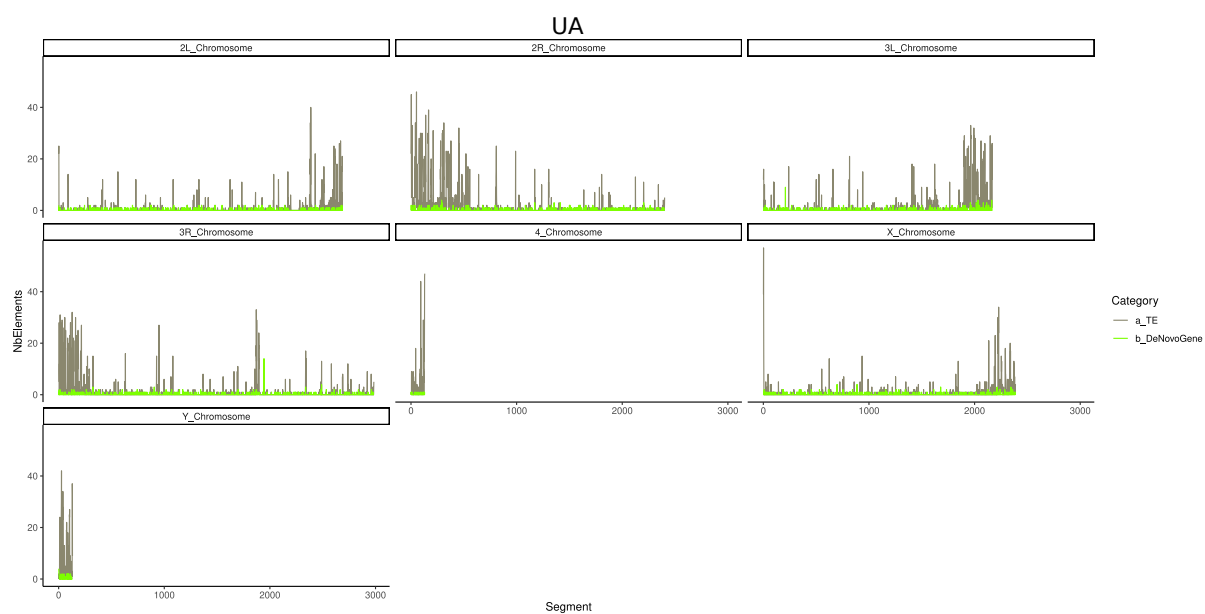 UA
2L_Chromosome
2R_Chromosome
3L_Chromosome
40
20
0
3R_Chromosome
4_Chromosome
X_Chromosome
40
20
0
0
1000
2000
3000
0
1000
2000
3000
Y_Chromosome
40
20
0
0
1000
2000
3000
NbElements
Segment
Category
a_TE
b_DeNovoGene